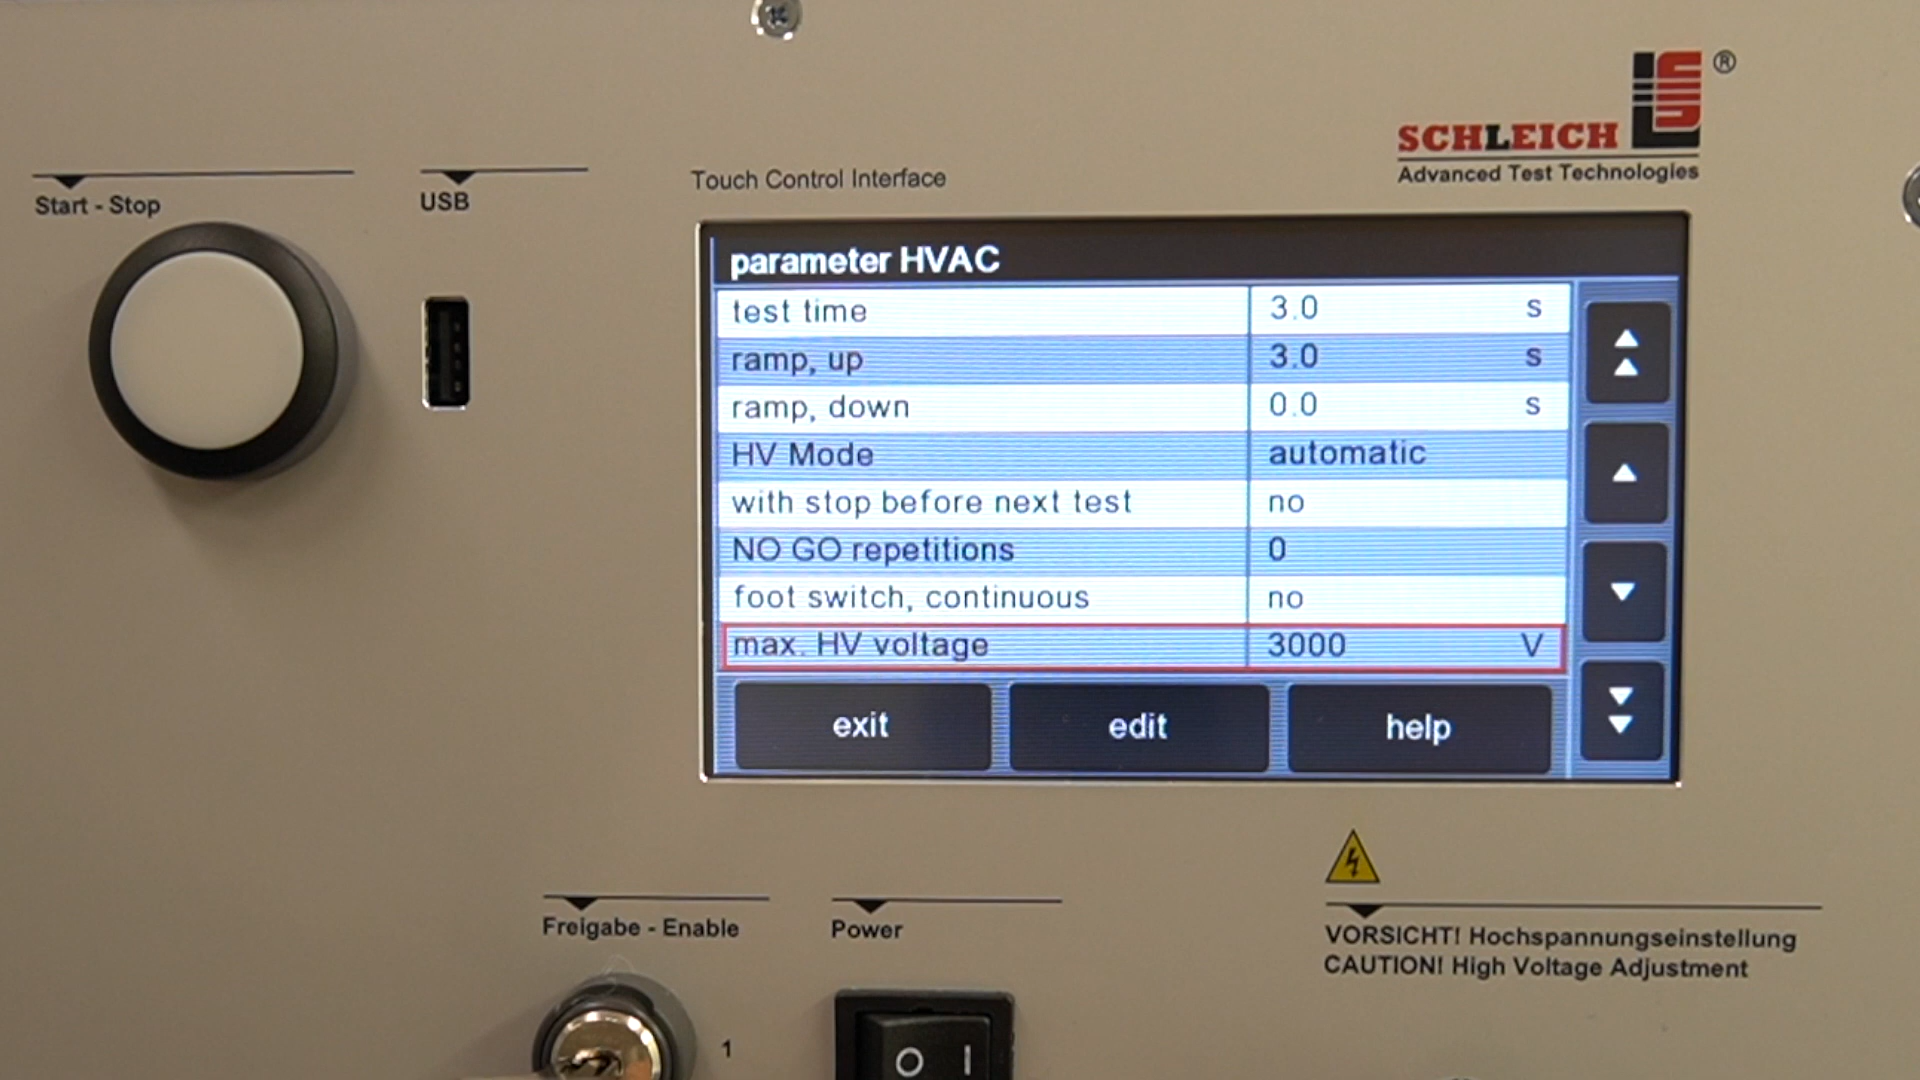 ®
SCHLEICH
Advanced Test Technologies
Start - Stop
USB
Touch Control Interface
parameter HVAC
test time 3.0 s
ramp, up 3.0 s
ramp, down 0.0 s
HV Mode automatic
with stop before next test no
NO GO repetitions 0
foot switch, continuous no
max. HV voltage 3000 V
exit edit help
Freigabe - Enable
Power
VORSICHT! Hochspannungseinstellung
CAUTION! High Voltage Adjustment
1
O I